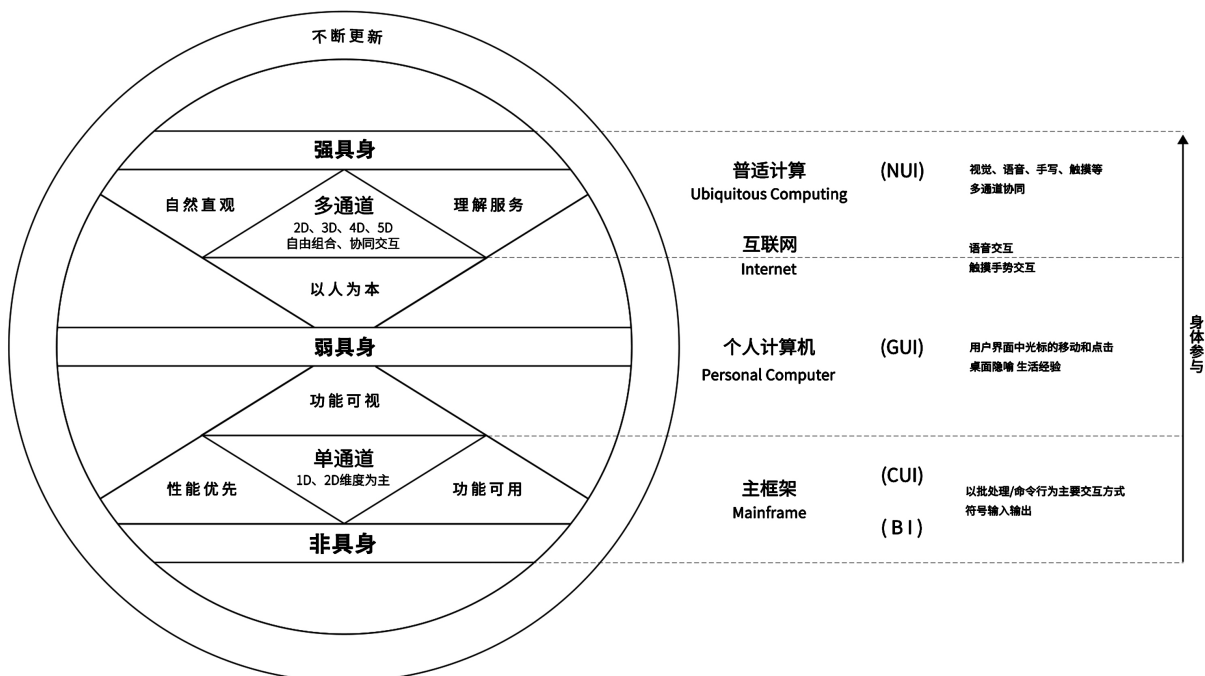 不断更新
强具身
自然直观
多通道
理解服务
2D、3D、4D、5D
自由组合、协同交互
以人为本
弱具身
功能可视
单通道
1D、2D维度为主
性能优先
功能可用
非具身
普适计算
Ubiquitous Computing
(NUI)
视觉、语音、手写、触摸等
多通道协同
互联网
Internet
语音交互
触摸手势交互
个人计算机
Personal Computer
(GUI)
用户界面中光标的移动和点击
桌面隐喻 生活经验
主框架
Mainframe
(CUI)
(BI)
以批处理/命令行为主要交互方式
符号输入输出
身体参与